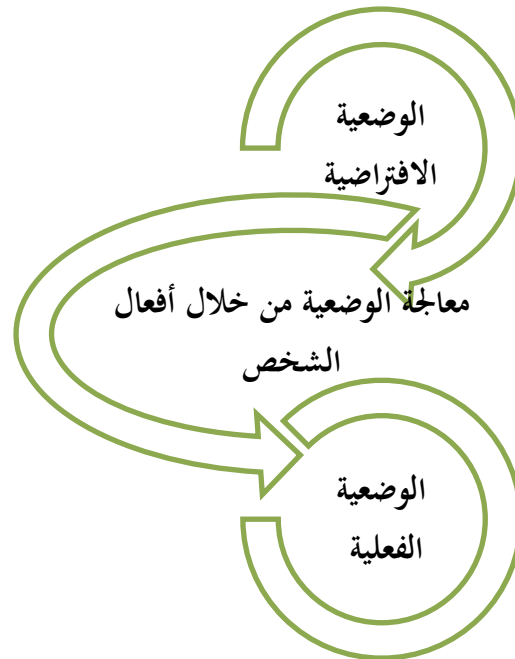 الوضعية
الافتراضية
معالجة الوضعية من خلال أفعال
الشخص
الوضعية
الفعلية